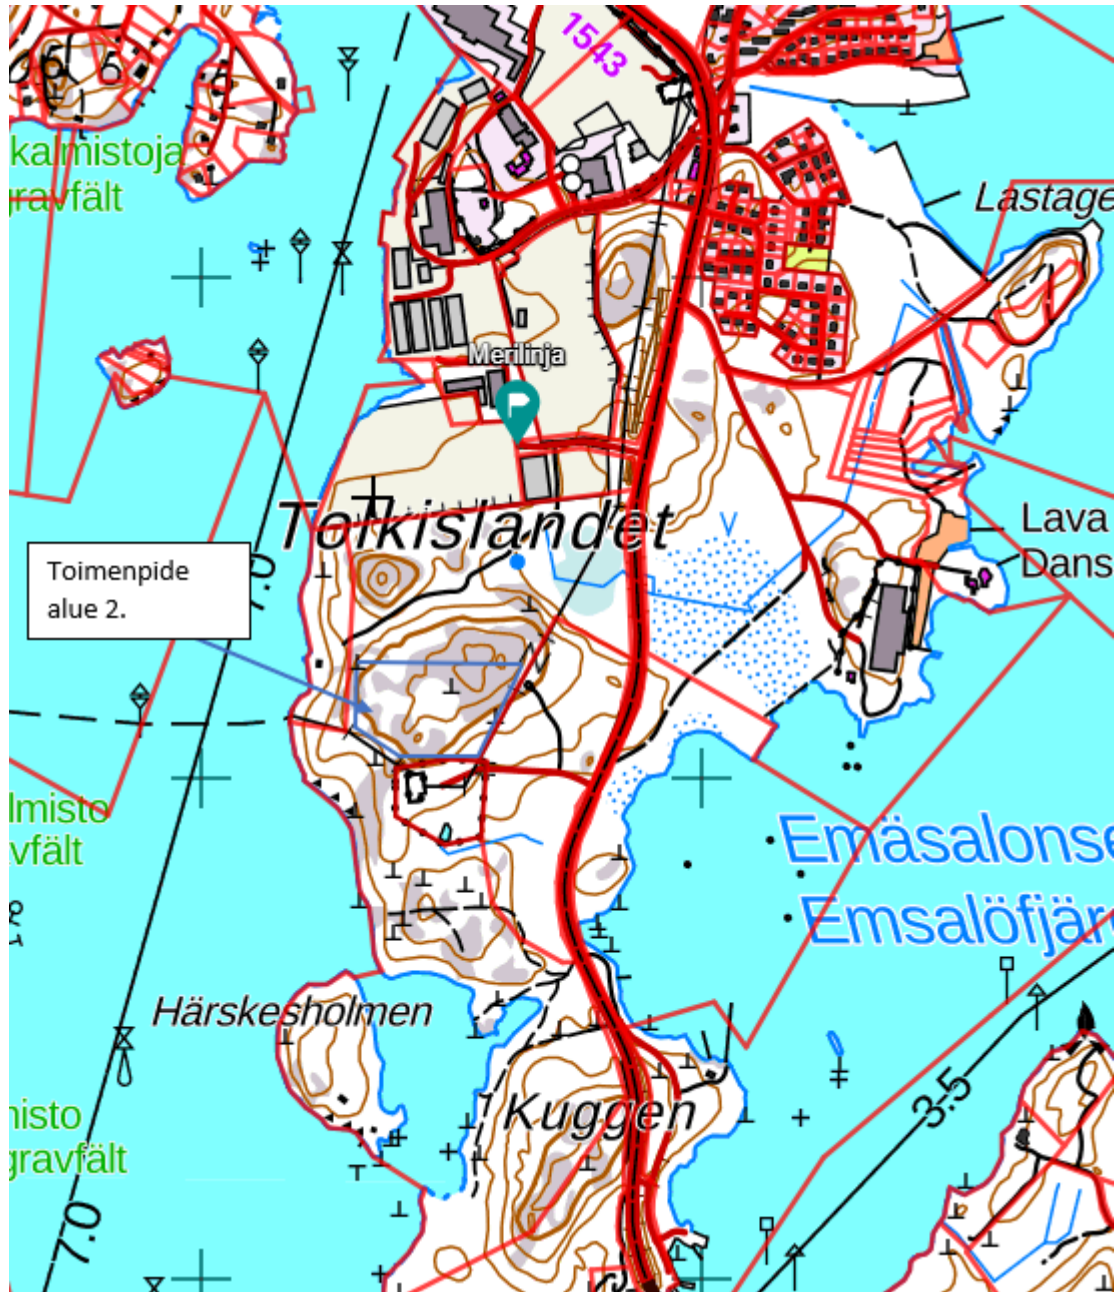 1543
kalmistoja
gravfält
Lastage
Merilinja
Tolkislandet
Lava
Dans
Toimenpide
alue 2.
7.0
lmisto
vfält
Emäsalonse
Emsalöfjär
Härskesholmen
Kuggen
3.5
misto
gravfält
7.0